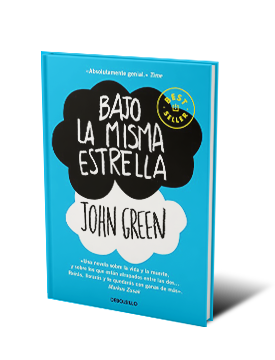 «Absolutamente genial.» Time
BEST
SELLER
BAJO
LA MISMA
ESTRELLA
JOHN GREEN
«Una novela sobre la vida y la muerte,
y sobre los que están atrapados entre las dos...
Reirás, llorarás y te quedarás con ganas de más».
Markus Zusak
DEBOLSILLO